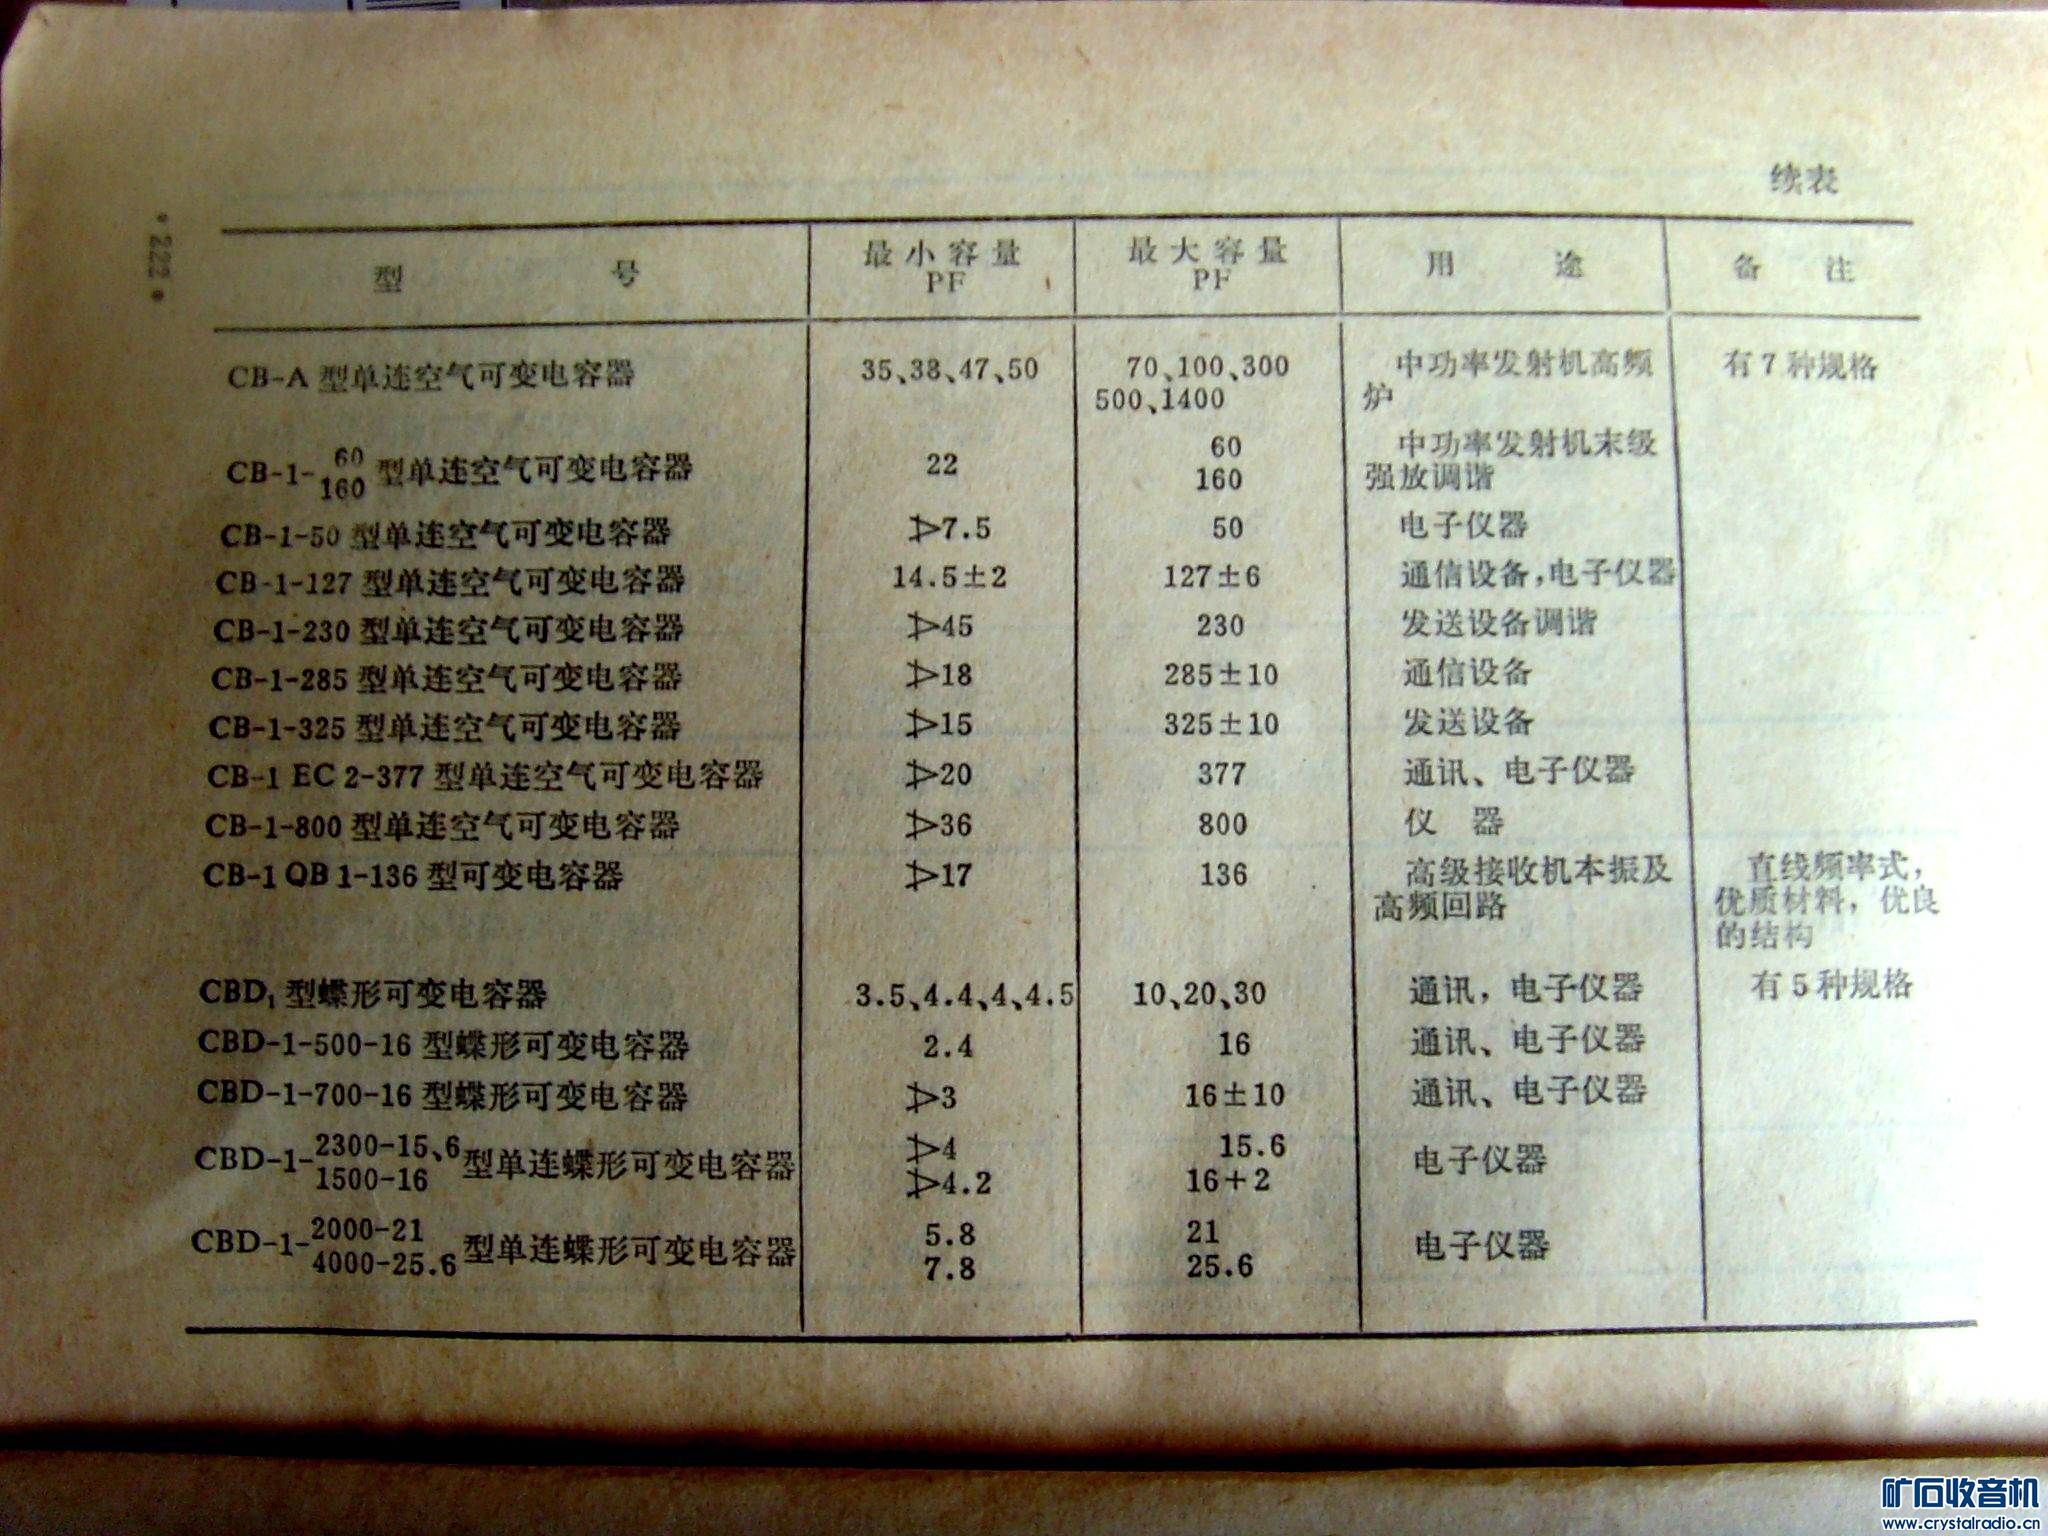 续表
•222•
型 号 最小容量 PF 最大容量 PF 用 途 备 注
CB-A 型单连空气可变电容器 35、38、47、50 70、100、300 中功率发射机高频 有7种规格
500、1400 炉
CB-1-60/160 型单连空气可变电容器 22 60 中功率发射机末级
160 强放调谐
CB-1-50 型单连空气可变电容器 ≯7.5 50 电子仪器
CB-1-127 型单连空气可变电容器 14.5±2 127±6 通信设备，电子仪器
CB-1-230 型单连空气可变电容器 ≯45 230 发送设备调谐
CB-1-285 型单连空气可变电容器 ≯18 285±10 通信设备
CB-1-325 型单连空气可变电容器 ≯15 325±10 发送设备
CB-1 EC 2-377 型单连空气可变电容器 ≯20 377 通讯、电子仪器
CB-1-800 型单连空气可变电容器 ≯36 800 仪 器
CB-1 QB 1-136 型可变电容器 ≯17 136 高级接收机本振及 直线频率式，
高频回路 优质材料，优良
的结构
CBD₁ 型蝶形可变电容器 3.5、4.4、4、4.5 10、20、30 通讯，电子仪器 有5种规格
CBD-1-500-16 型蝶形可变电容器 2.4 16 通讯、电子仪器
CBD-1-700-16 型蝶形可变电容器 ≯3 16±10 通讯、电子仪器
CBD-1-2300-15、6/1500-16 型单连蝶形可变电容器 ≯4 15.6 电子仪器
≯4.2 16+2
CBD-1-2000-21/4000-25.6 型单连蝶形可变电容器 5.8 21 电子仪器
7.8 25.6
矿石收音机
www.crystalradio.cn